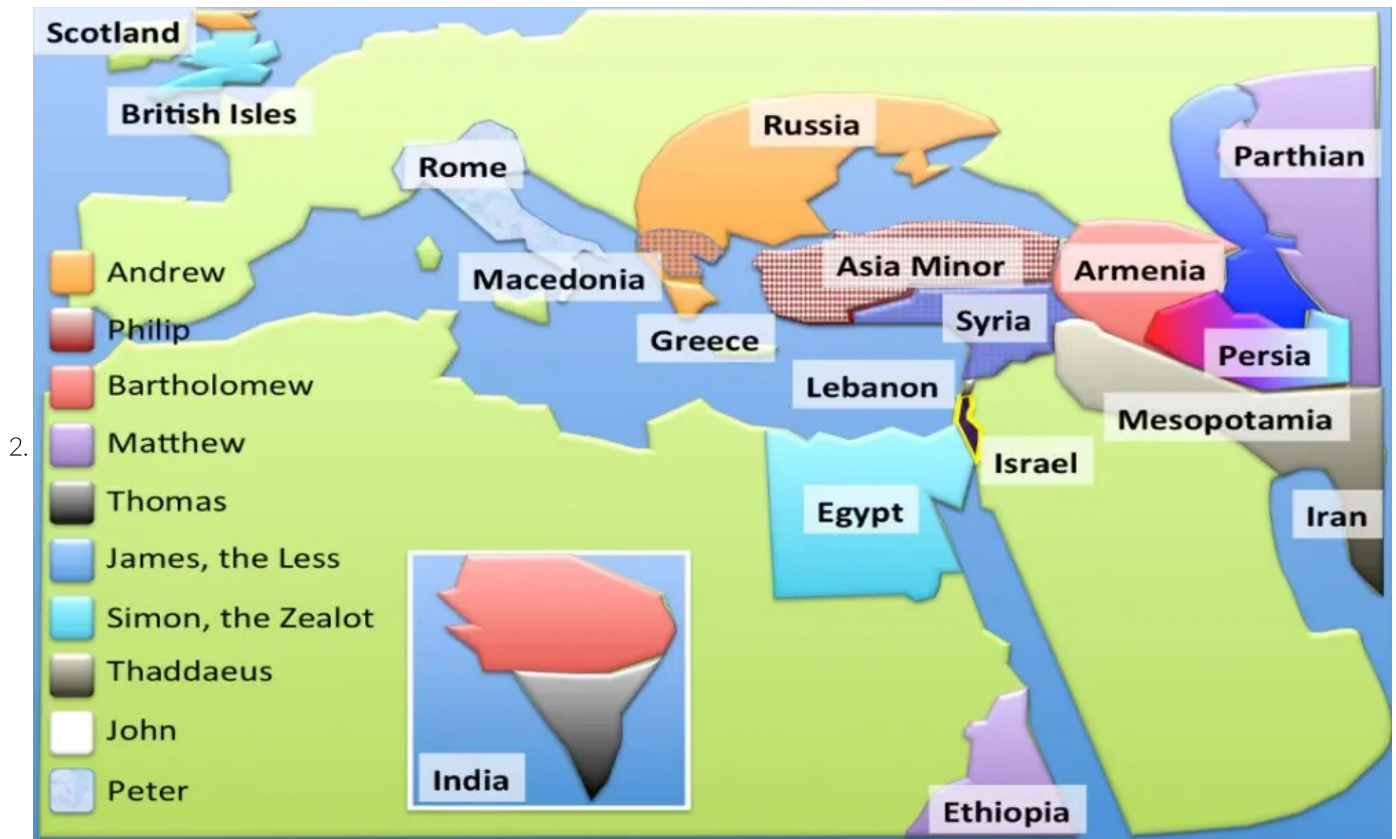 Scotland
British Isles
Russia
Rome
Parthian
Andrew
Macedonia
Asia Minor
Armenia
Philip
Greece
Syria
Persia
Bartholomew
Lebanon
Mesopotamia
2.
Matthew
Israel
Thomas
Egypt
Iran
James, the Less
Simon, the Zealot
Thaddaeus
John
India
Peter
Ethiopia